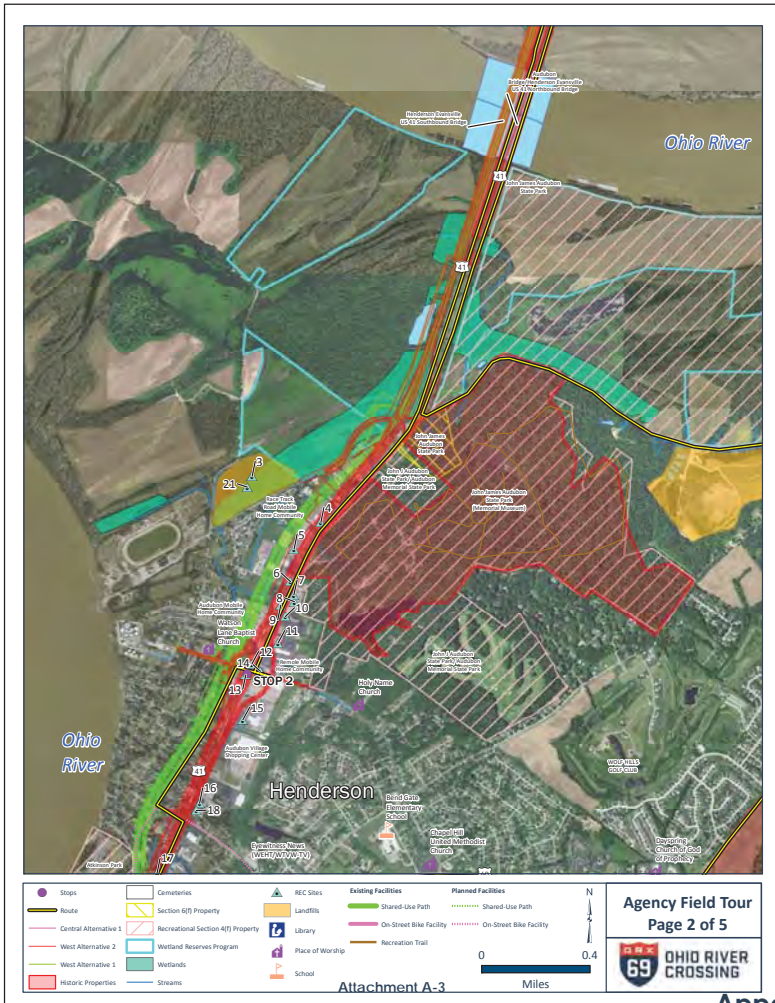 Audubon
Bridge/Henderson Evansville
US 41 Northbound Bridge
Henderson Evansville
US 41 Southbound Bridge
Ohio River
41
John James Audubon
State Park
41
John James
Audubon
State Park
John J Audubon
State Park/ Audubon
Memorial State Park
John James Audubon
State Park
(Memorial Museum)
3
21
Race Track
Road Mobile
Home Community
4
5
6
7
8
9
10
11
Audubon Mobile
Home Community
Watson
Lane Baptist
Church
12
14
Remole Mobile
Home Community
STOP 2
13
John J Audubon
State Park/ Audubon
Memorial State Park
Holy Name
Church
15
Ohio
River
Audubon Village
Shopping Center
WOLF HILLS
GOLF CLUB
41
16
18
Henderson
Bend Gate
Elementary
School
Eyewitness News
(WEHT/WTVW-TV)
Chapel Hill
United Methodist
Church
Dayspring
Church of God
of Prophecy
17
Atkinson Park
Stops
Route
Central Alternative 1
West Alternative 2
West Alternative 1
Historic Properties
Cemeteries
Section 6(f) Property
Recreational Section 4(f) Property
Wetland Reserves Program
Wetlands
Streams
REC Sites
Landfills
Library
Place of Worship
School
Existing Facilities
Shared-Use Path
On-Street Bike Facility
Recreation Trail
Planned Facilities
Shared-Use Path
On-Street Bike Facility
N
0 0.4
Miles
Attachment A-3
Agency Field Tour
Page 2 of 5
ORX
69
OHIO RIVER
CROSSING
Appe